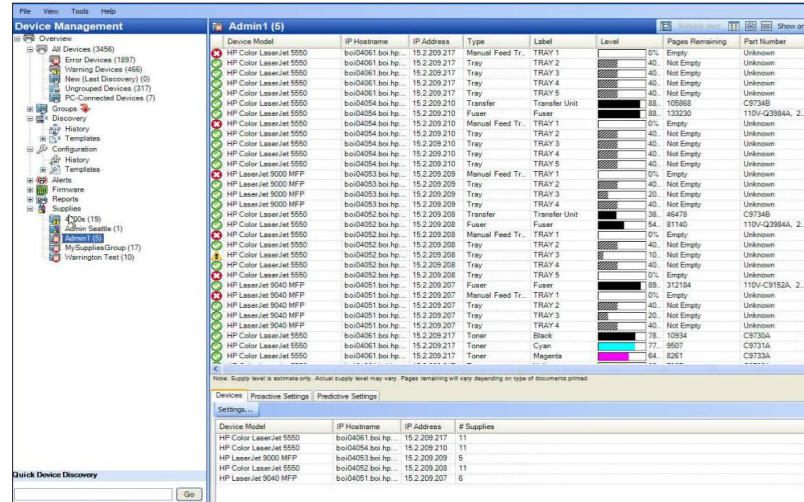 File View Tools Help
Device Management
Overview
All Devices (3456)
Error Devices (1897)
Warning Devices (466)
New (Last Discovery) (0)
Ungrouped Devices (317)
PC-Connected Devices (7)
Groups
Discovery
History
Templates
Configuration
History
Templates
Alerts
Firmware
Reports
Supplies
(19)
Admin Seattle (1)
Admin1 (5)
MySuppliesGroup (17)
Warrington Test (10)
Quick Device Discovery
Go
Admin1 (5)
Show
Device Model IP Hostname IP Address Type Label Level Pages Remaining Part Number
HP Color LaserJet 5550 boi04061.boi.hp... 15.2.209.217 Manual Feed Tr... TRAY 1 0% Empty Unknown
HP Color LaserJet 5550 boi04061.boi.hp... 15.2.209.217 Tray TRAY 2 40.. Not Empty Unknown
HP Color LaserJet 5550 boi04061.boi.hp... 15.2.209.217 Tray TRAY 3 40.. Not Empty Unknown
HP Color LaserJet 5550 boi04061.boi.hp... 15.2.209.217 Tray TRAY 4 40.. Not Empty Unknown
HP Color LaserJet 5550 boi04061.boi.hp... 15.2.209.217 Tray TRAY 5 40.. Not Empty Unknown
HP Color LaserJet 5550 boi04054.boi.hp... 15.2.209.210 Transfer Transfer Unit 88.. 105868 C9734B
HP Color LaserJet 5550 boi04054.boi.hp... 15.2.209.210 Fuser Fuser 88.. 133230 110V-Q3984A, 2..
HP Color LaserJet 5550 boi04054.boi.hp... 15.2.209.210 Manual Feed Tr... TRAY 1 0% Empty Unknown
HP Color LaserJet 5550 boi04054.boi.hp... 15.2.209.210 Tray TRAY 2 40.. Not Empty Unknown
HP Color LaserJet 5550 boi04054.boi.hp... 15.2.209.210 Tray TRAY 3 40.. Not Empty Unknown
HP Color LaserJet 5550 boi04054.boi.hp... 15.2.209.210 Tray TRAY 4 40.. Not Empty Unknown
HP Color LaserJet 5550 boi04054.boi.hp... 15.2.209.210 Tray TRAY 5 40.. Not Empty Unknown
HP LaserJet 9000 MFP boi04053.boi.hp... 15.2.209.209 Manual Feed Tr... TRAY 1 0% Empty Unknown
HP LaserJet 9000 MFP boi04053.boi.hp... 15.2.209.209 Tray TRAY 2 40.. Not Empty Unknown
HP LaserJet 9000 MFP boi04053.boi.hp... 15.2.209.209 Tray TRAY 3 20.. Not Empty Unknown
HP LaserJet 9000 MFP boi04053.boi.hp... 15.2.209.209 Tray TRAY 4 40.. Not Empty Unknown
HP Color LaserJet 5550 boi04052.boi.hp... 15.2.209.208 Transfer Transfer Unit 38.. 46478 C9734B
HP Color LaserJet 5550 boi04052.boi.hp... 15.2.209.208 Fuser Fuser 54.. 81140 110V-Q3984A, 2..
HP Color LaserJet 5550 boi04052.boi.hp... 15.2.209.208 Manual Feed Tr... TRAY 1 0% Empty Unknown
HP Color LaserJet 5550 boi04052.boi.hp... 15.2.209.208 Tray TRAY 2 40.. Not Empty Unknown
HP Color LaserJet 5550 boi04052.boi.hp... 15.2.209.208 Tray TRAY 3 10.. Not Empty Unknown
HP Color LaserJet 5550 boi04052.boi.hp... 15.2.209.208 Tray TRAY 4 40.. Not Empty Unknown
HP Color LaserJet 5550 boi04052.boi.hp... 15.2.209.208 Tray TRAY 5 0% Empty Unknown
HP LaserJet 9040 MFP boi04051.boi.hp... 15.2.209.207 Fuser Fuser 89.. 312184 110V-C9152A, 2..
HP LaserJet 9040 MFP boi04051.boi.hp... 15.2.209.207 Manual Feed Tr... TRAY 1 0% Empty Unknown
HP LaserJet 9040 MFP boi04051.boi.hp... 15.2.209.207 Tray TRAY 2 40.. Not Empty Unknown
HP LaserJet 9040 MFP boi04051.boi.hp... 15.2.209.207 Tray TRAY 3 20.. Not Empty Unknown
HP LaserJet 9040 MFP boi04051.boi.hp... 15.2.209.207 Tray TRAY 4 40.. Not Empty Unknown
HP Color LaserJet 5550 boi04061.boi.hp... 15.2.209.217 Toner Black 78.. 10934 C9730A
HP Color LaserJet 5550 boi04061.boi.hp... 15.2.209.217 Toner Cyan 77.. 9507 C9731A
HP Color LaserJet 5550 boi04061.boi.hp... 15.2.209.217 Toner Magenta 64.. 8261 C9733A
Note: Supply level is estimate only. Actual supply level may vary. Pages remaining will vary depending on type of documents printed.
Devices Proactive Settings Predictive Settings
Settings...
Device Model IP Hostname IP Address # Supplies
HP Color LaserJet 5550 boi04061.boi.hp... 15.2.209.217 11
HP Color LaserJet 5550 boi04054.boi.hp... 15.2.209.210 11
HP LaserJet 9000 MFP boi04053.boi.hp... 15.2.209.209 5
HP Color LaserJet 5550 boi04052.boi.hp... 15.2.209.208 11
HP LaserJet 9040 MFP boi04051.boi.hp... 15.2.209.207 6